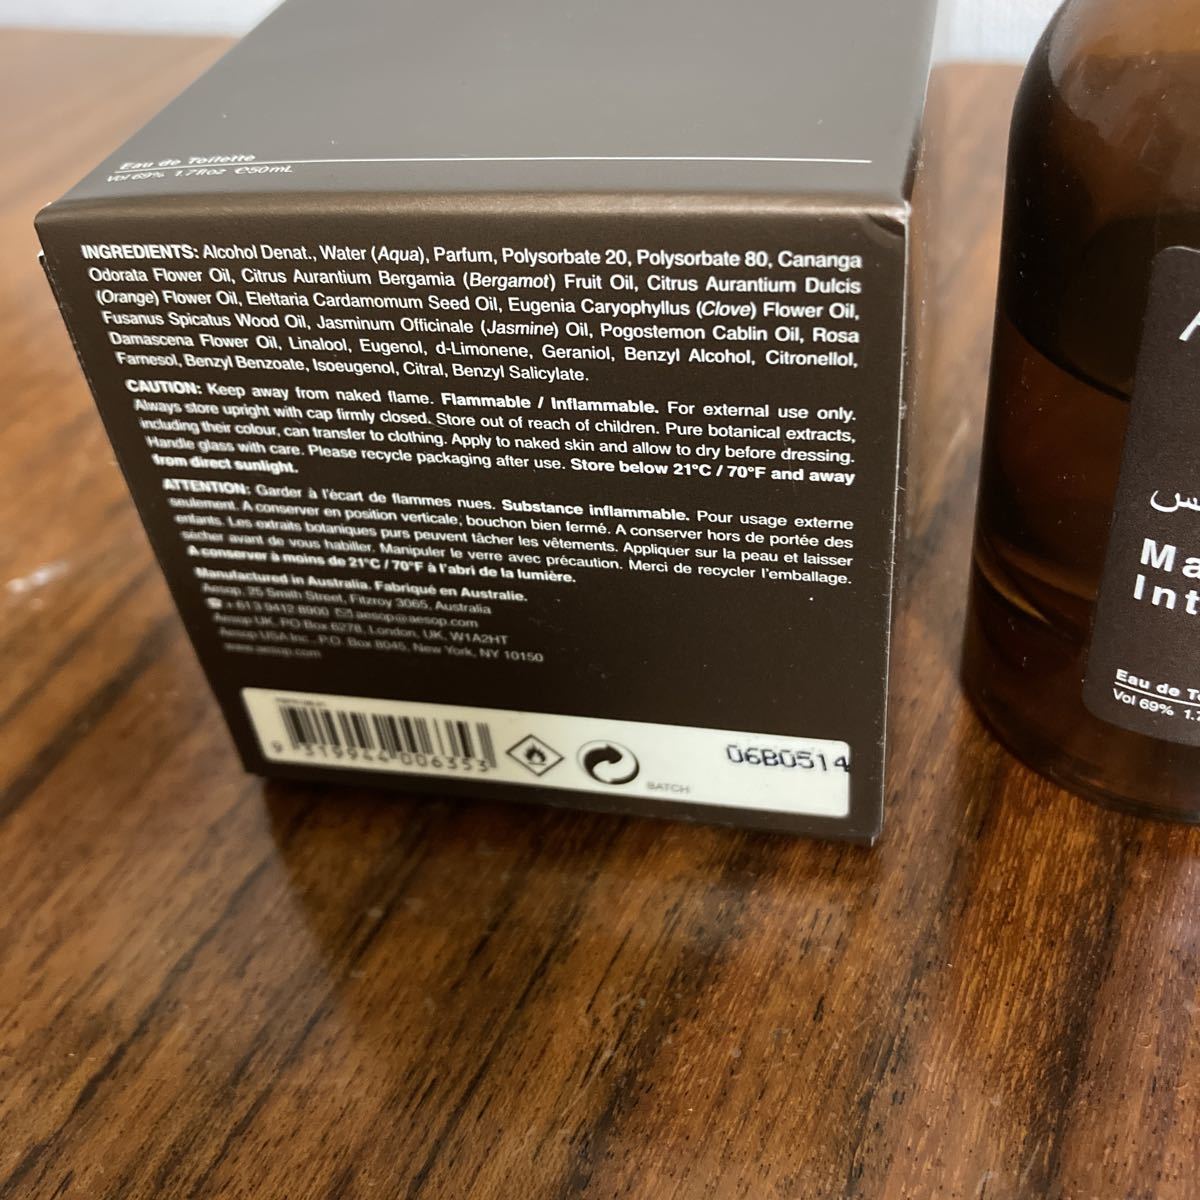 Eau de Toilette
Vol 69% 1.7floz ℮50mL
INGREDIENTS: Alcohol Denat., Water (Aqua), Parfum, Polysorbate 20, Polysorbate 80, Cananga
Odorata Flower Oil, Citrus Aurantium Bergamia (Bergamot) Fruit Oil, Citrus Aurantium Dulcis
(Orange) Flower Oil, Elettaria Cardamomum Seed Oil, Eugenia Caryophyllus (Clove) Flower Oil,
Fusanus Spicatus Wood Oil, Jasminum Officinale (Jasmine) Oil, Pogostemon Cablin Oil, Rosa
Damascena Flower Oil, Linalool, Eugenol, d-Limonene, Geraniol, Benzyl Alcohol, Citronellol,
Farnesol, Benzyl Benzoate, Isoeugenol, Citral, Benzyl Salicylate.
CAUTION: Keep away from naked flame. Flammable / Inflammable. For external use only.
Always store upright with cap firmly closed. Store out of reach of children. Pure botanical extracts,
including their colour, can transfer to clothing. Apply to naked skin and allow to dry before dressing.
Handle glass with care. Please recycle packaging after use. Store below 21°C / 70°F and away
from direct sunlight.
ATTENTION: Garder à l'écart de flammes nues. Substance inflammable. Pour usage externe
seulement. A conserver en position verticale, bouchon bien fermé. A conserver hors de portée des
enfants. Les extraits botaniques purs peuvent tâcher les vêtements. Appliquer sur la peau et laisser
sécher avant de vous habiller. Manipuler le verre avec précaution. Merci de recycler l'emballage.
A conserver à moins de 21°C / 70°F à l'abri de la lumière.
Manufactured in Australia. Fabriqué en Australie.
Aesop, 35 Smith Street, Fitzroy 3065, Australia
☎ +61 3 9412 8900 ✉ aesop@aesop.com
Aesop UK, PO Box 6278, London, UK, W1A2HT
Aesop USA Inc., P.O. Box 8045, New York, NY 10150
www.aesop.com
9 319944 006353
BATCH
06B0514
Ma
Int
Eau de To
Vol 69% 1.7